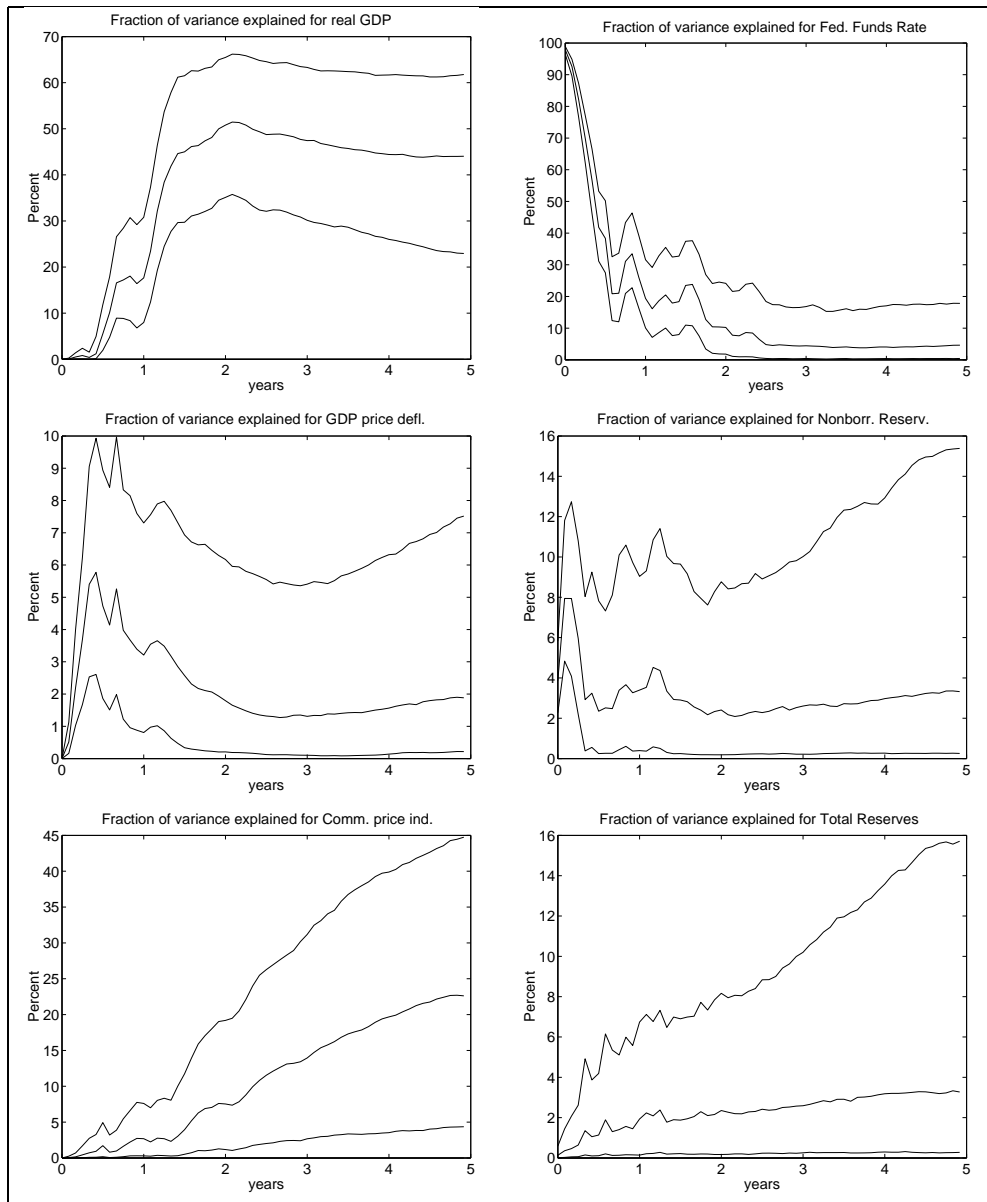 Fraction of variance explained for real GDP
70
60
50
40
30
20
10
0
Percent
0 1 2 3 4 5
years
Fraction of variance explained for Fed. Funds Rate
100
90
80
70
60
50
40
30
20
10
0
Percent
0 1 2 3 4 5
years
Fraction of variance explained for GDP price defl.
10
9
8
7
6
5
4
3
2
1
0
Percent
0 1 2 3 4 5
years
Fraction of variance explained for Nonborr. Reserv.
16
14
12
10
8
6
4
2
0
Percent
0 1 2 3 4 5
years
Fraction of variance explained for Comm. price ind.
45
40
35
30
25
20
15
10
5
0
Percent
0 1 2 3 4 5
years
Fraction of variance explained for Total Reserves
16
14
12
10
8
6
4
2
0
Percent
0 1 2 3 4 5
years